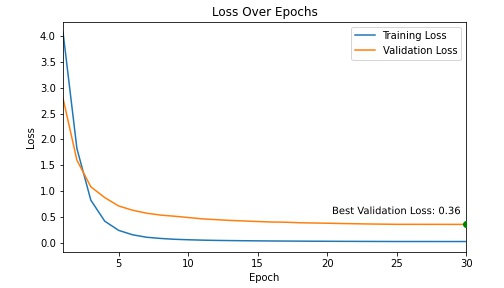 Loss Over Epochs
Training Loss
Validation Loss
4.0
3.5
3.0
2.5
2.0
1.5
1.0
0.5
0.0
Loss
Best Validation Loss: 0.36
5 10 15 20 25 30
Epoch